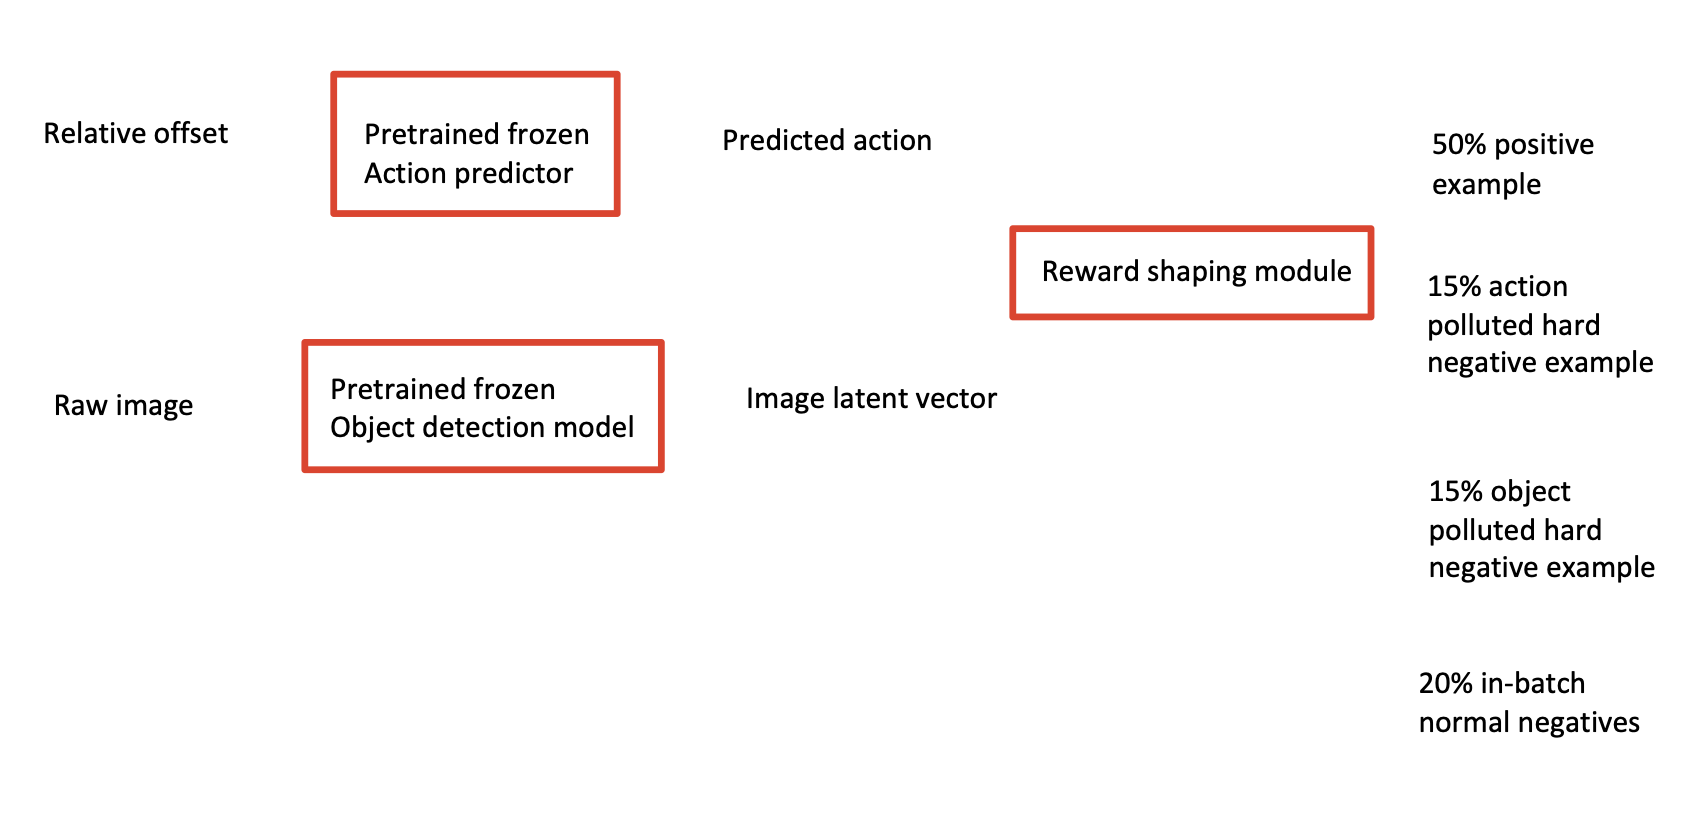 Relative offset
Pretrained frozen
Action predictor
Predicted action
50% positive
example
Reward shaping module
15% action
polluted hard
negative example
Raw image
Pretrained frozen
Object detection model
Image latent vector
15% object
polluted hard
negative example
20% in-batch
normal negatives